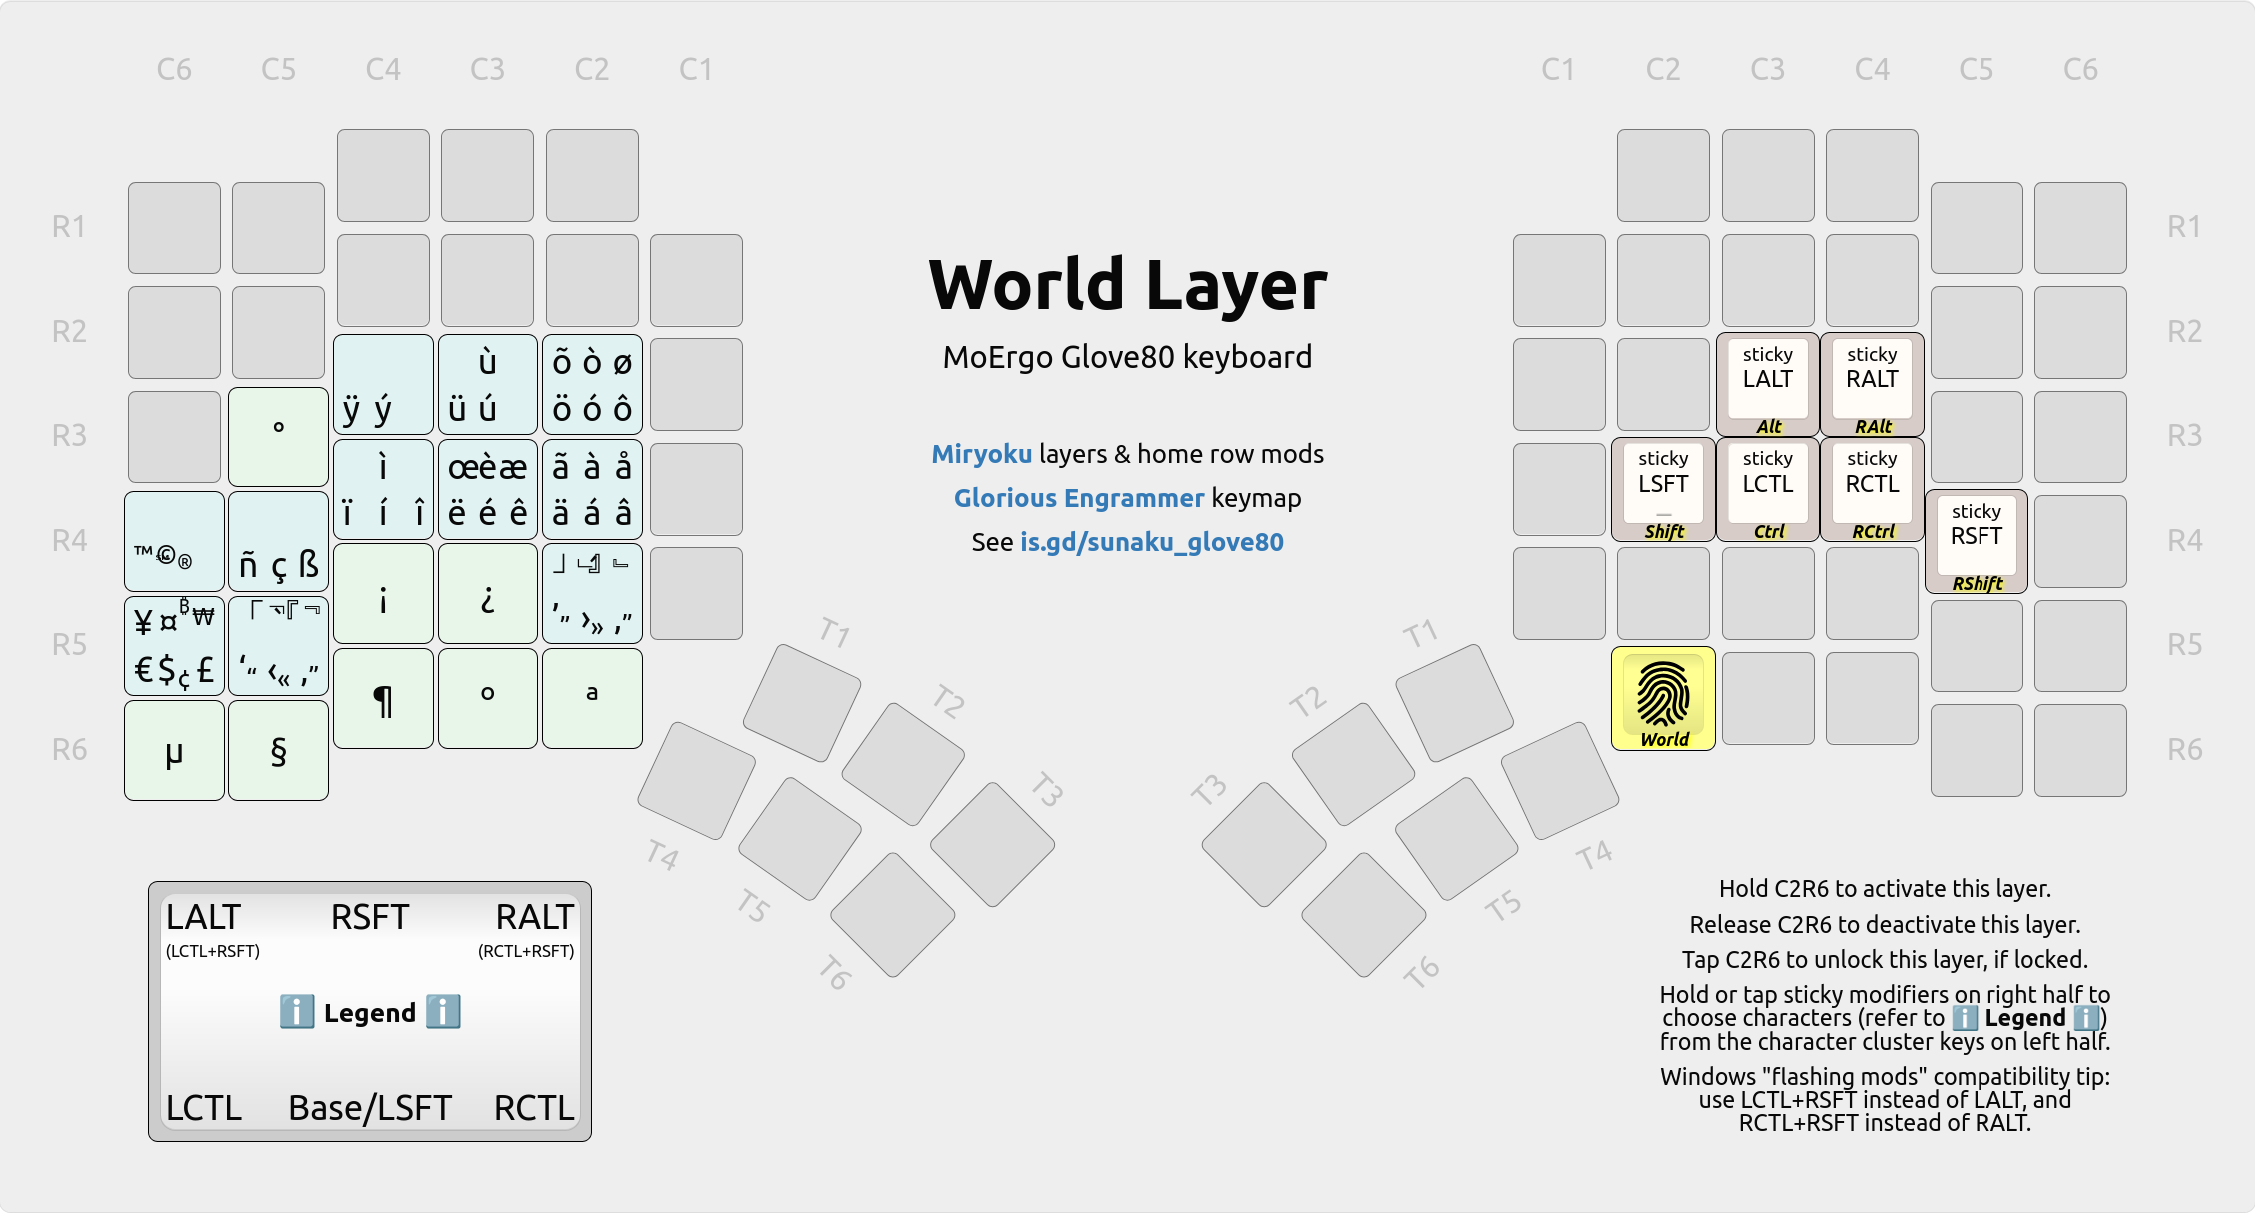 C6 C5 C4 C3 C2 C1 C1 C2 C3 C4 C5 C6
R1 R1
World Layer
R2 R2
MoErgo Glove80 keyboard
ù
ÿ ý ü ú
õ ò ø
ö ó ô
sticky LALT Alt
sticky RALT RAlt
R3 ° R3
Miryoku layers & home row mods
Glorious Engrammer keymap
See is.gd/sunaku_glove80
ì
ï í î
œ è æ
ë é ê
ã à å
ä á â
sticky LSFT _ Shift
sticky LCTL Ctrl
sticky RCTL RCtrl
sticky RSFT RShift
R4 R4
™ © ®
ñ ç ß
¡ ¿
R5 R5
¥ ¤ ₿ ₩
€ $ ¢ £
¶ º ª
World
R6 µ § R6
T1 T2 T3 T4 T5 T6
T1 T2 T3 T4 T5 T6
LALT RSFT RALT
(LCTL+RSFT) (RCTL+RSFT)
ℹ Legend ℹ
LCTL Base/LSFT RCTL
Hold C2R6 to activate this layer.
Release C2R6 to deactivate this layer.
Tap C2R6 to unlock this layer, if locked.
Hold or tap sticky modifiers on right half to
choose characters (refer to ℹ Legend ℹ)
from the character cluster keys on left half.
Windows "flashing mods" compatibility tip:
use LCTL+RSFT instead of LALT, and
RCTL+RSFT instead of RALT.